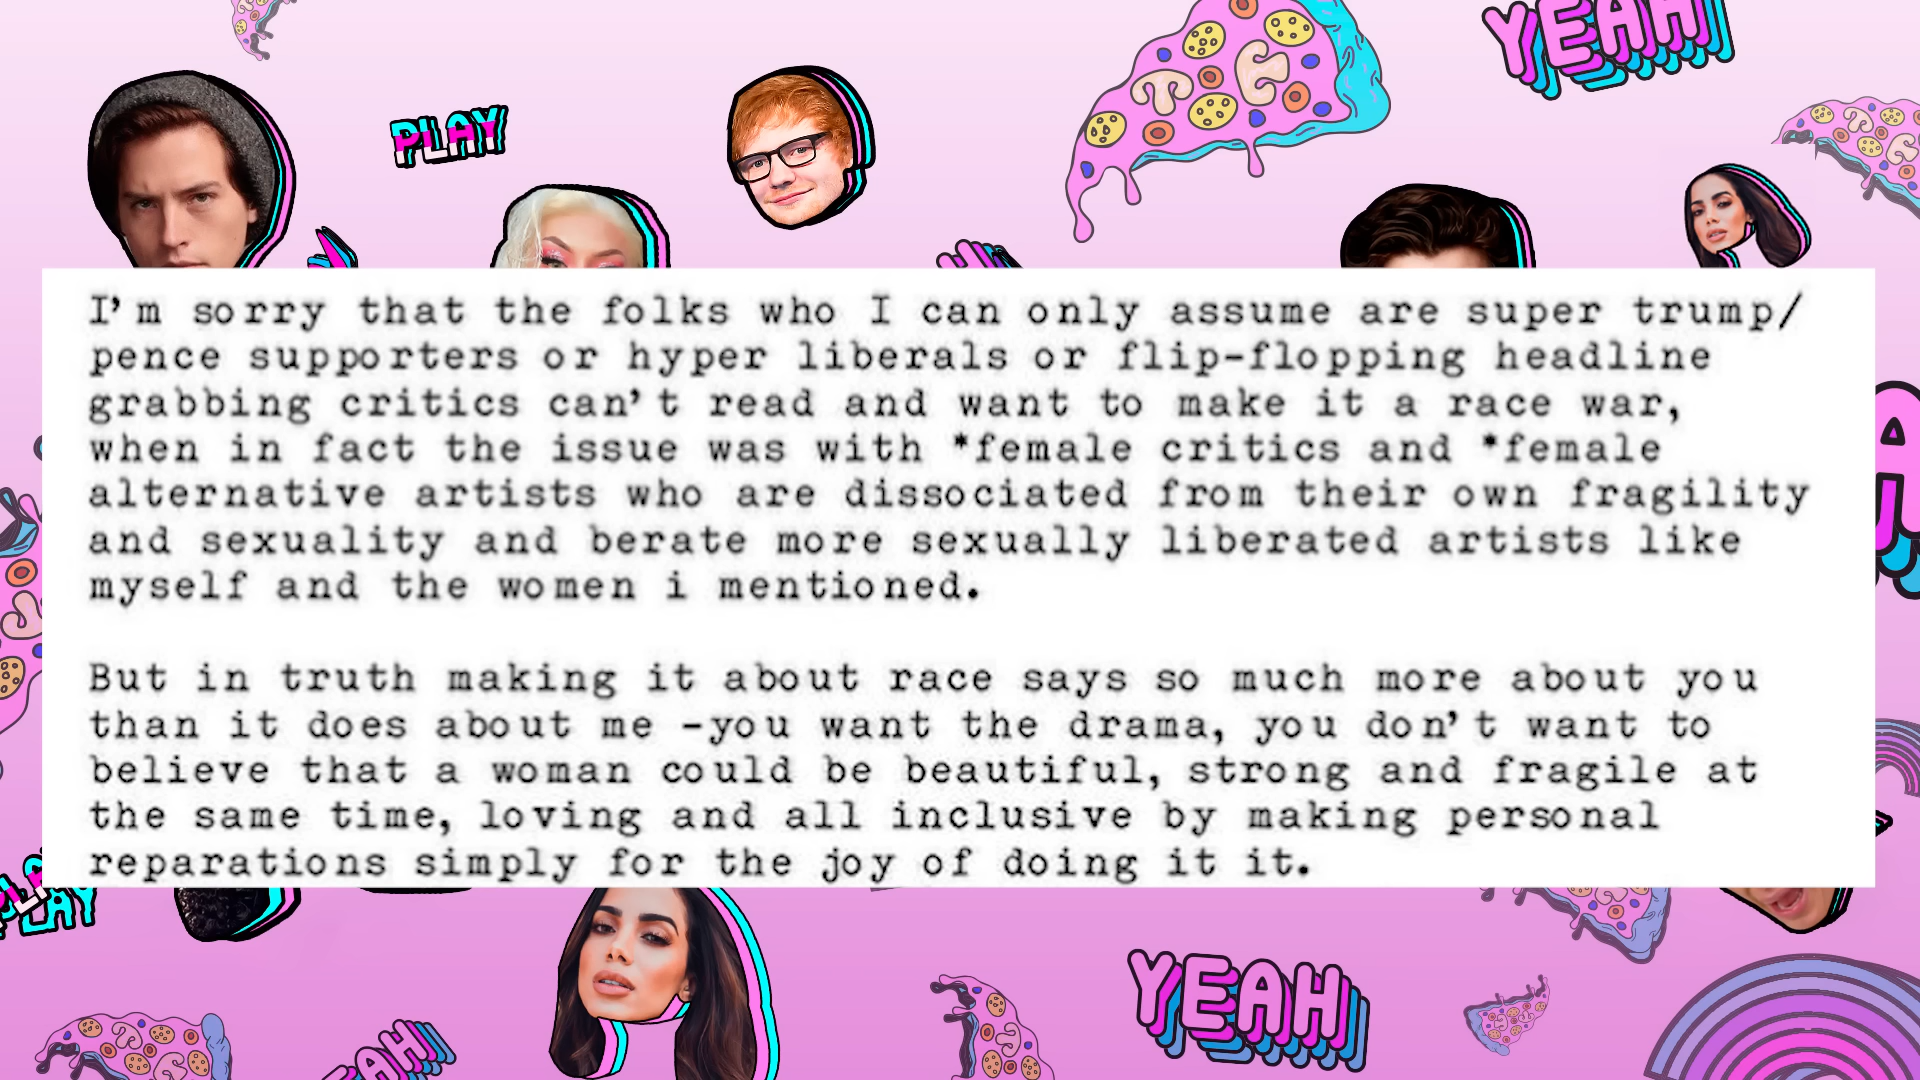 YEAH
PLAY
TC
I'm sorry that the folks who I can only assume are super trump/
pence supporters or hyper liberals or flip-flopping headline
grabbing critics can't read and want to make it a race war,
when in fact the issue was with *female critics and *female
alternative artists who are dissociated from their own fragility
and sexuality and berate more sexually liberated artists like
myself and the women i mentioned.
But in truth making it about race says so much more about you
than it does about me -you want the drama, you don't want to
believe that a woman could be beautiful, strong and fragile at
the same time, loving and all inclusive by making personal
reparations simply for the joy of doing it it.
PLAY
YEAH